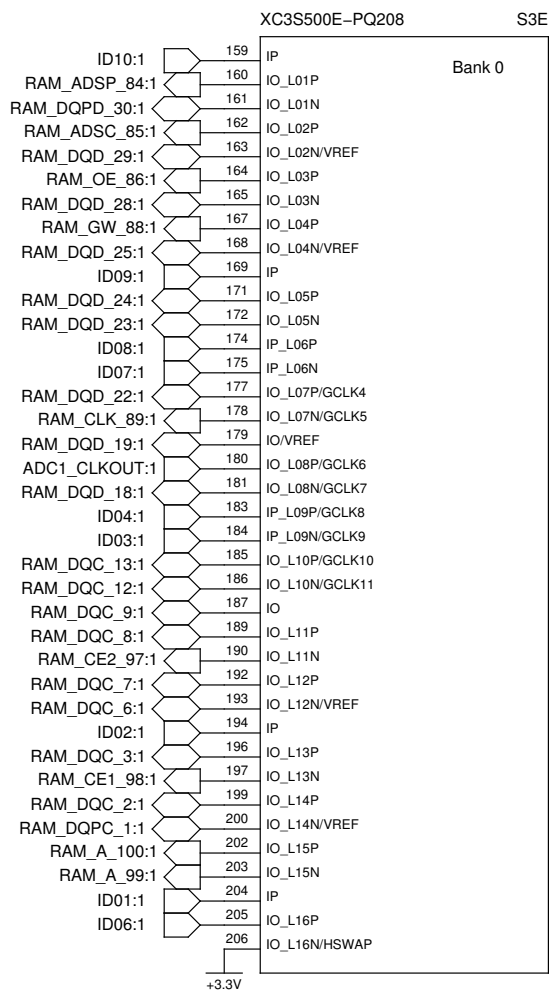 XC3S500E−PQ208 S3E
Bank 0
ID10:1 159 IP
RAM_ADSP_84:1 160 IO_L01P
RAM_DQPD_30:1 161 IO_L01N
RAM_ADSC_85:1 162 IO_L02P
RAM_DQD_29:1 163 IO_L02N/VREF
RAM_OE_86:1 164 IO_L03P
RAM_DQD_28:1 165 IO_L03N
RAM_GW_88:1 167 IO_L04P
RAM_DQD_25:1 168 IO_L04N/VREF
ID09:1 169 IP
RAM_DQD_24:1 171 IO_L05P
RAM_DQD_23:1 172 IO_L05N
ID08:1 174 IP_L06P
ID07:1 175 IP_L06N
RAM_DQD_22:1 177 IO_L07P/GCLK4
RAM_CLK_89:1 178 IO_L07N/GCLK5
RAM_DQD_19:1 179 IO/VREF
ADC1_CLKOUT:1 180 IO_L08P/GCLK6
RAM_DQD_18:1 181 IO_L08N/GCLK7
ID04:1 183 IP_L09P/GCLK8
ID03:1 184 IP_L09N/GCLK9
RAM_DQC_13:1 185 IO_L10P/GCLK10
RAM_DQC_12:1 186 IO_L10N/GCLK11
RAM_DQC_9:1 187 IO
RAM_DQC_8:1 189 IO_L11P
RAM_CE2_97:1 190 IO_L11N
RAM_DQC_7:1 192 IO_L12P
RAM_DQC_6:1 193 IO_L12N/VREF
ID02:1 194 IP
RAM_DQC_3:1 196 IO_L13P
RAM_CE1_98:1 197 IO_L13N
RAM_DQC_2:1 199 IO_L14P
RAM_DQPC_1:1 200 IO_L14N/VREF
RAM_A_100:1 202 IO_L15P
RAM_A_99:1 203 IO_L15N
ID01:1 204 IP
ID06:1 205 IO_L16P
206 IO_L16N/HSWAP
+3.3V